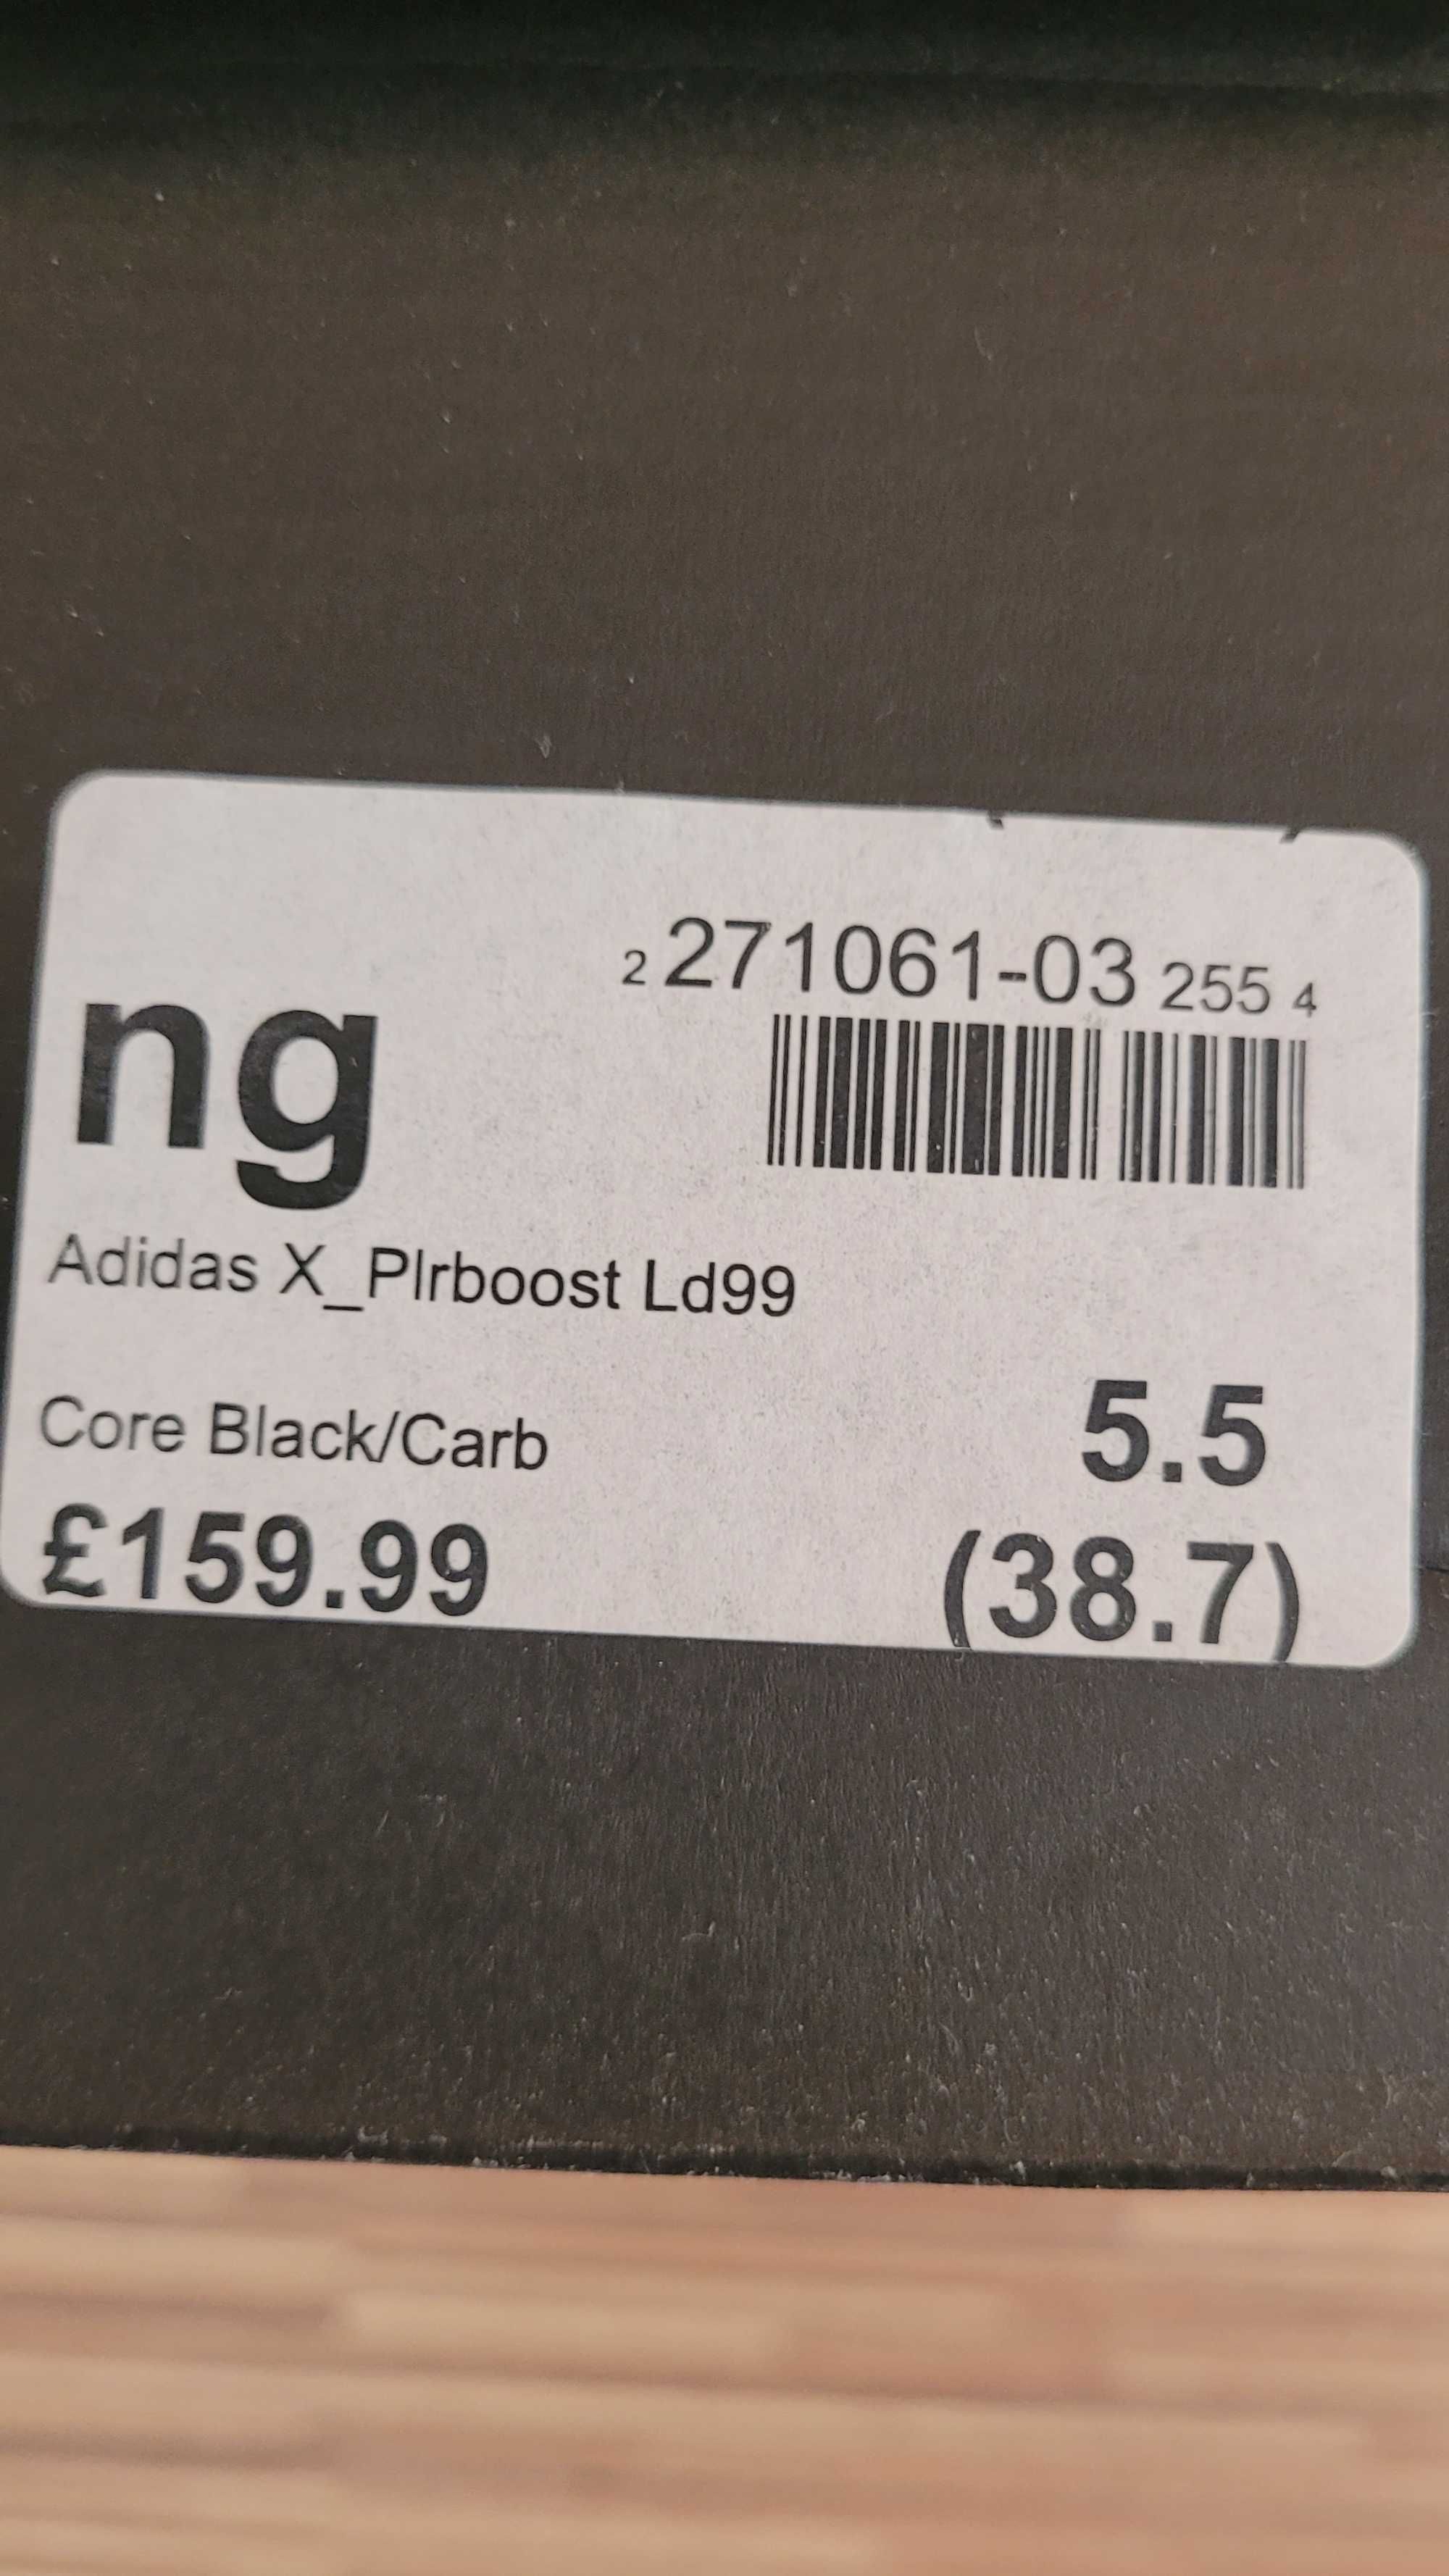 2 271061-03 255 4
ng
Adidas X_Plrboost Ld99
Core Black/Carb
5.5
£159.99
(38.7)